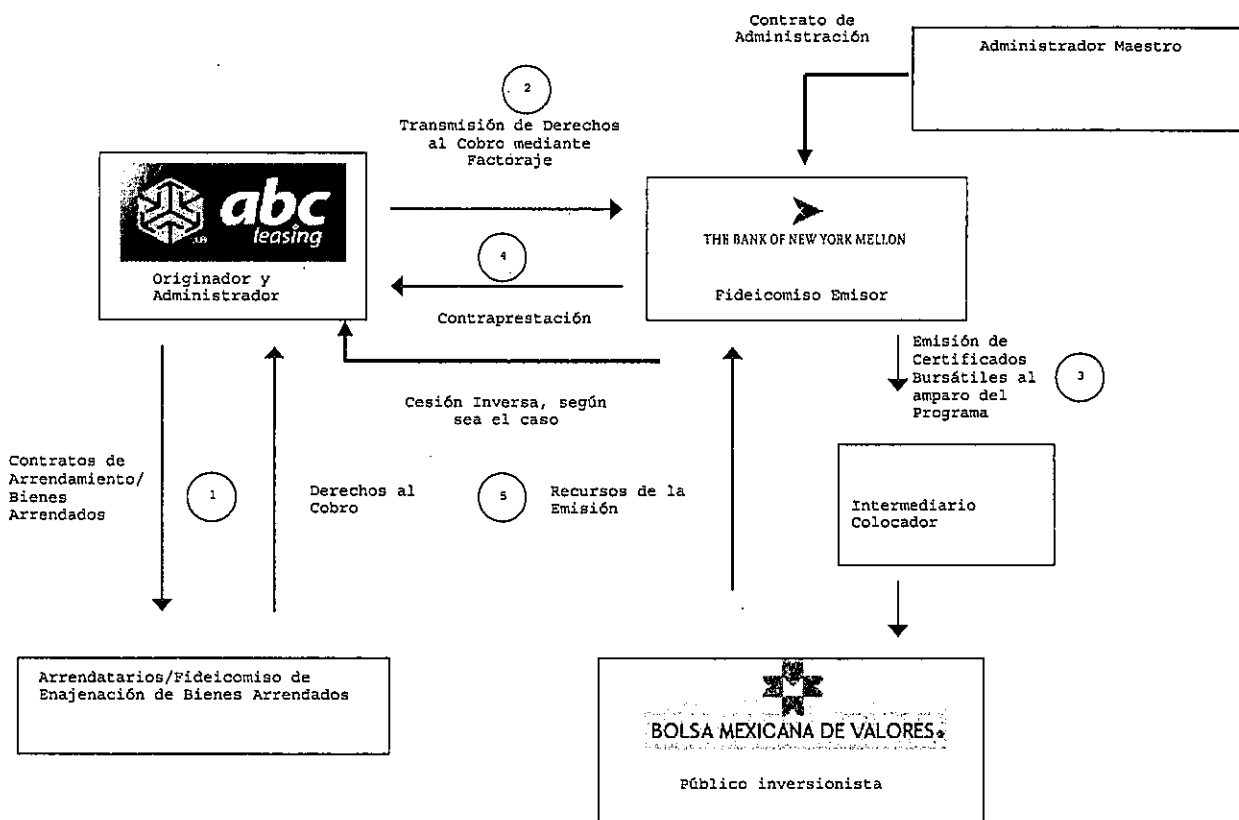 Contrato de
Administración
Administrador Maestro
2
Transmisión de Derechos
al Cobro mediante
Factoraje
abc
leasing
Originador y
Administrador
THE BANK OF NEW YORK MELLON
Fideicomiso Emisor
4
Contraprestación
Emisión de
Certificados
Bursátiles al
amparo del
Programa
3
Cesión Inversa, según
sea el caso
Contratos de
Arrendamiento/
Bienes
Arrendados
1
Derechos al
Cobro
5
Recursos de la
Emisión
Intermediario
Colocador
Arrendatarios/Fideicomiso de
Enajenación de Bienes Arrendados
BOLSA MEXICANA DE VALORES
Público inversionista